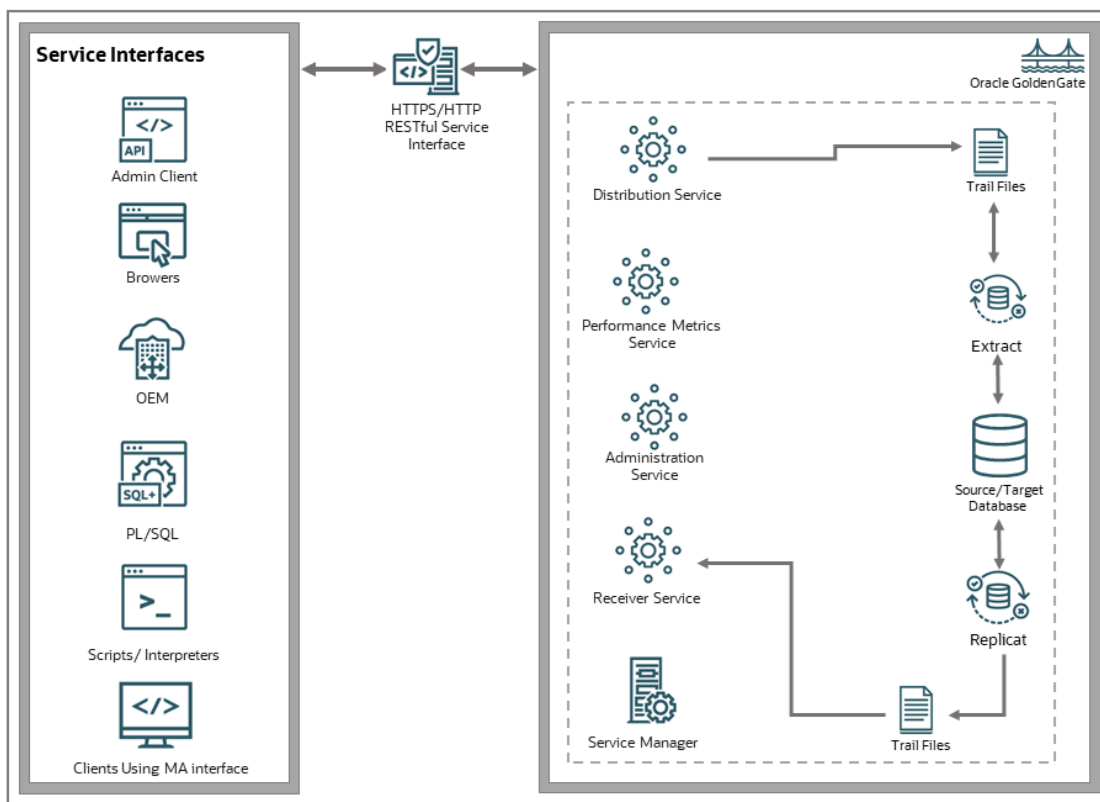 Service Interfaces
</>
API
Admin Client
Browers
OEM
SQL+
PL/SQL
>_
Scripts/ Interpreters
</>
Clients Using MA interface
</>
HTTPS/HTTP
RESTful Service
Interface
Oracle GoldenGate
Distribution Service
Trail Files
Performance Metrics
Service
Extract
Administration
Service
Source/Target
Database
Receiver Service
Replicat
Service Manager
Trail Files